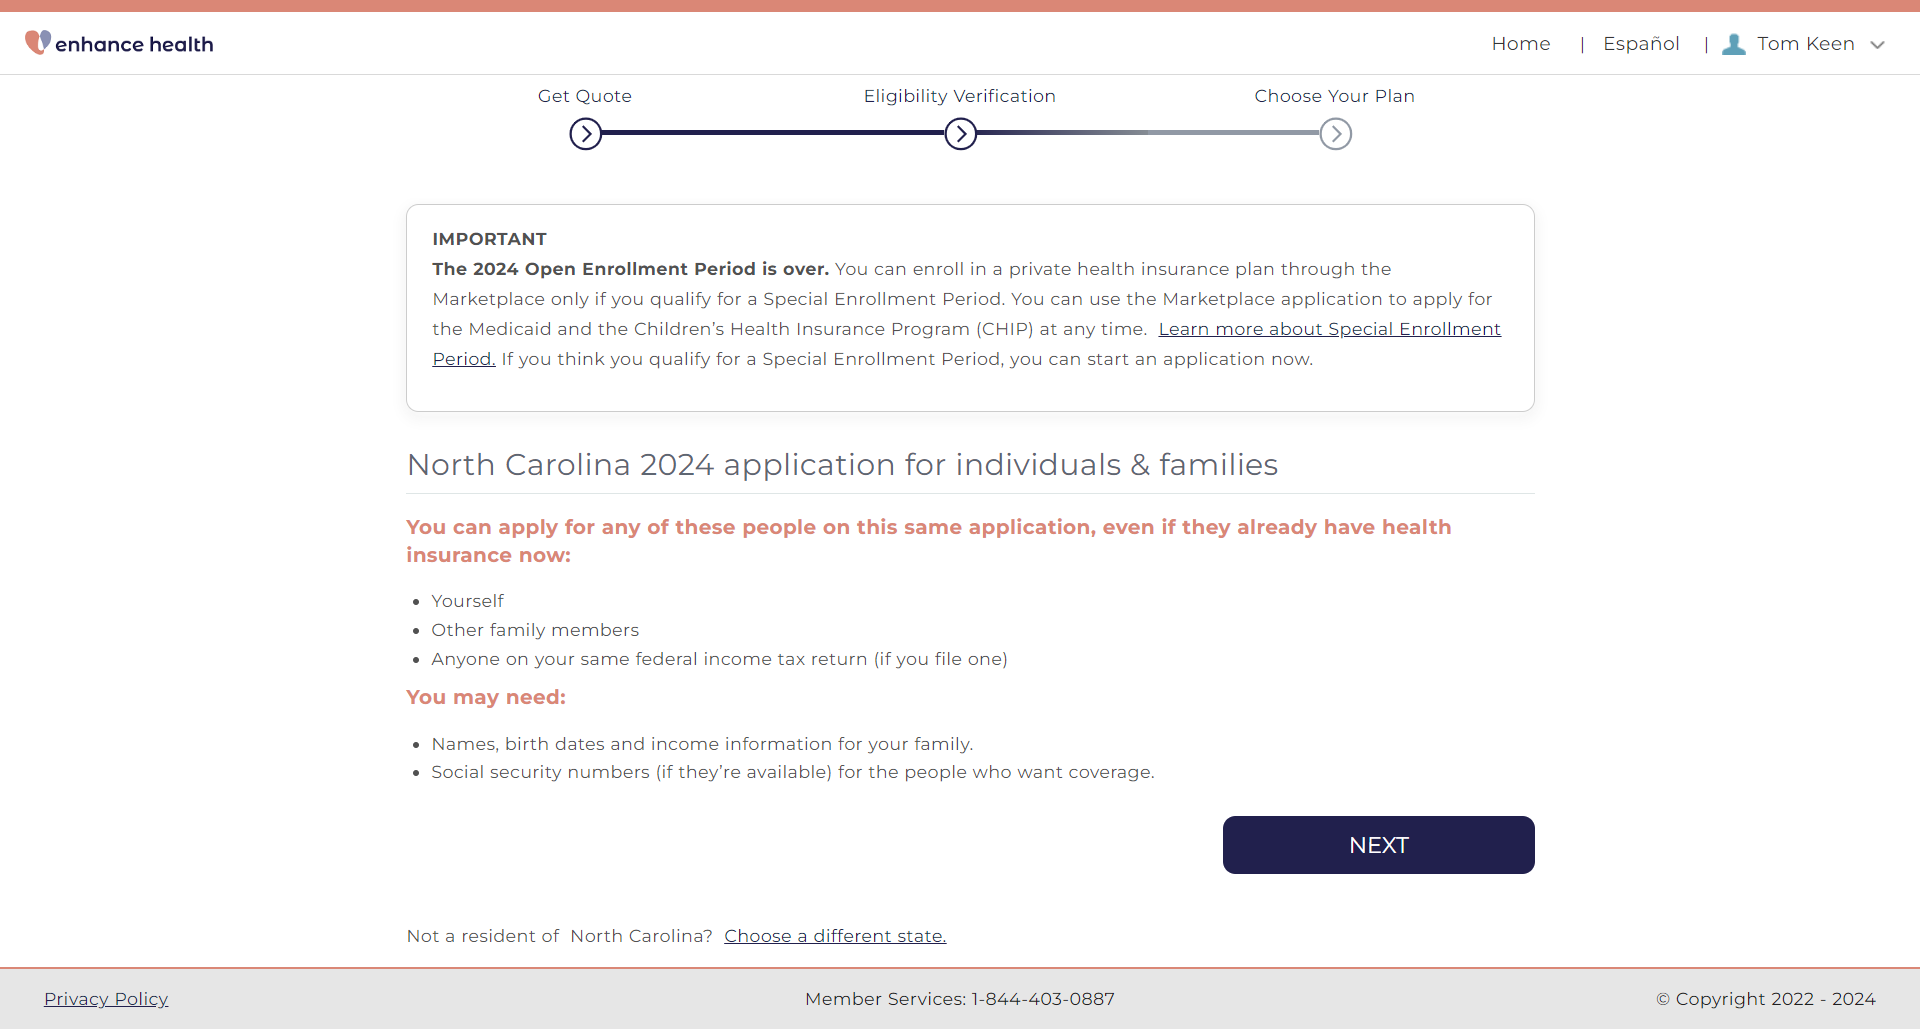 enhance health
Home | Español | Tom Keen
Get Quote
Eligibility Verification
Choose Your Plan
IMPORTANT
The 2024 Open Enrollment Period is over. You can enroll in a private health insurance plan through the
Marketplace only if you qualify for a Special Enrollment Period. You can use the Marketplace application to apply for
the Medicaid and the Children’s Health Insurance Program (CHIP) at any time. Learn more about Special Enrollment
Period. If you think you qualify for a Special Enrollment Period, you can start an application now.
North Carolina 2024 application for individuals & families
You can apply for any of these people on this same application, even if they already have health
insurance now:
• Yourself
• Other family members
• Anyone on your same federal income tax return (if you file one)
You may need:
• Names, birth dates and income information for your family.
• Social security numbers (if they’re available) for the people who want coverage.
NEXT
Not a resident of North Carolina? Choose a different state.
Privacy Policy
Member Services: 1-844-403-0887
© Copyright 2022 - 2024